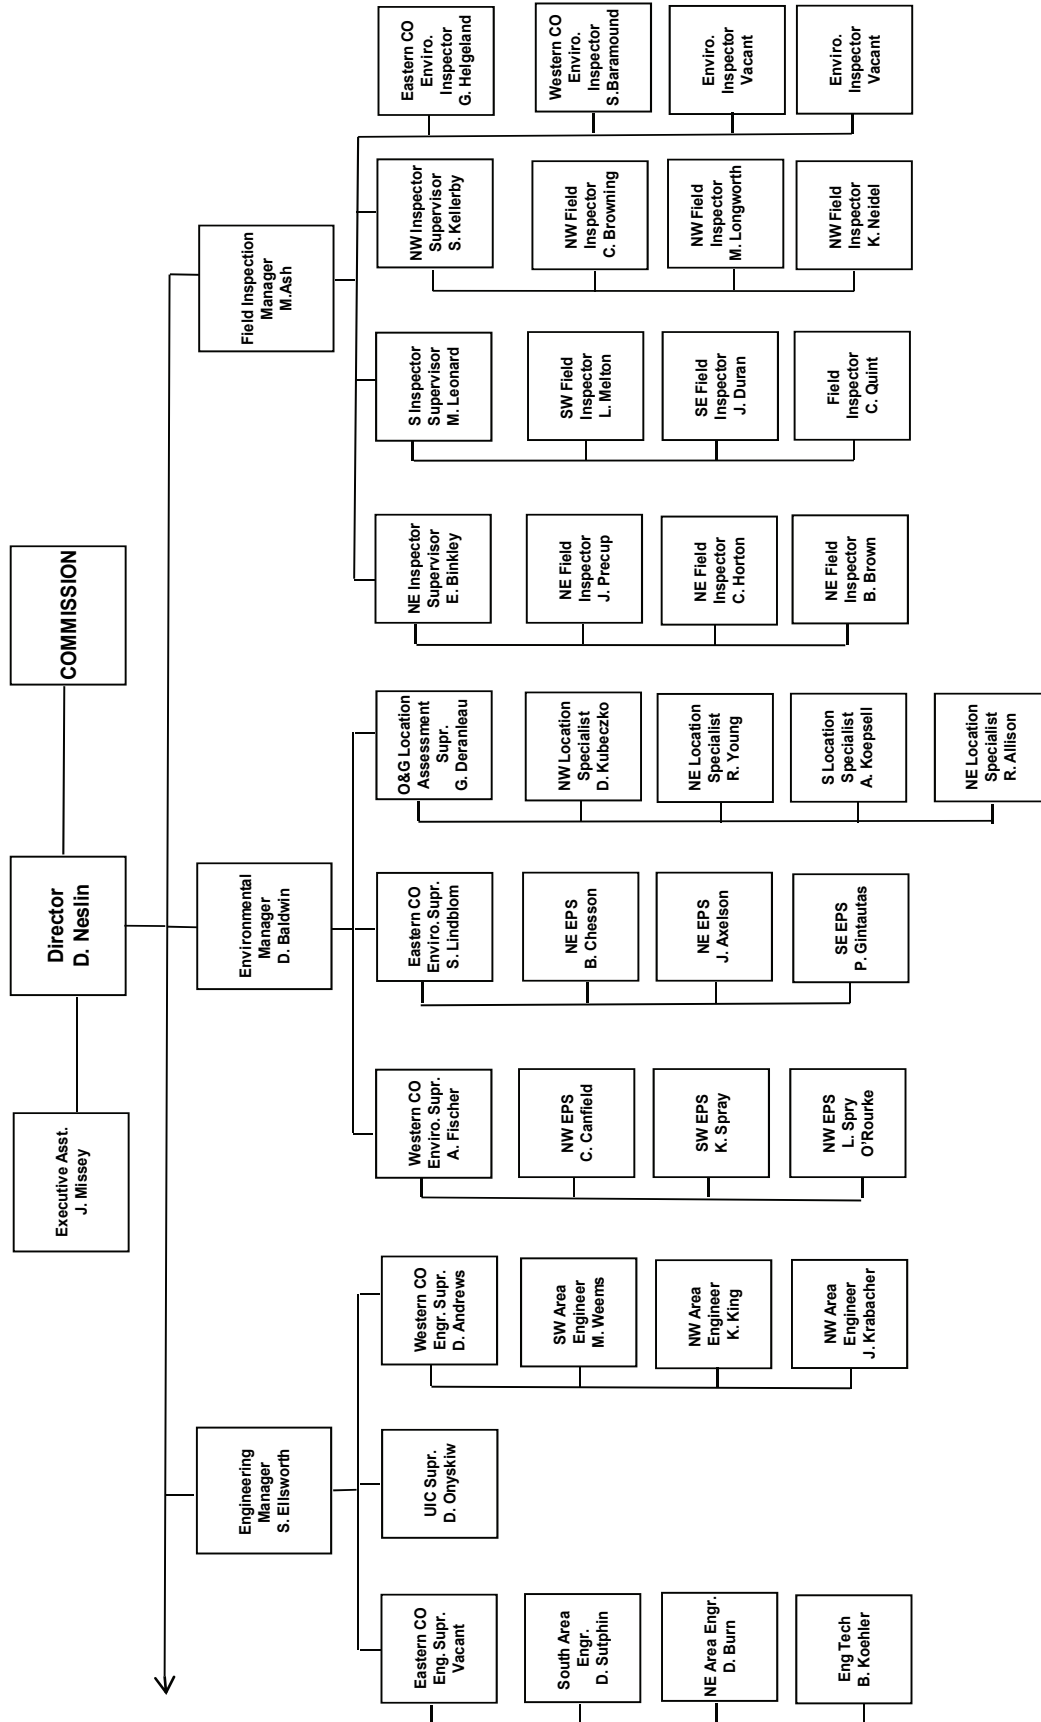 Executive Asst.
J. Missey
Director
D. Neslin
COMMISSION
Engineering
Manager
S. Ellsworth
Environmental
Manager
D. Baldwin
Field Inspection
Manager
M.Ash
Eastern CO
Eng. Supr.
Vacant
UIC Supr.
D. Onyskiw
Western CO
Engr. Supr.
D. Andrews
Western CO
Enviro. Supr.
A. Fischer
Eastern CO
Enviro. Supr.
S. Lindblom
O&G Location
Assessment
Supr.
G. Deranleau
NE Inspector
Supervisor
E. Binkley
S Inspector
Supervisor
M. Leonard
NW Inspector
Supervisor
S. Kellerby
Eastern CO
Enviro.
Inspector
G. Helgeland
South Area
Engr.
D. Sutphin
SW Area
Engineer
M. Weems
NW EPS
C. Canfield
NE EPS
B. Chesson
NW Location
Specialist
D. Kubeczko
NE Field
Inspector
J. Precup
SW Field
Inspector
L. Melton
NW Field
Inspector
C. Browning
Western CO
Enviro.
Inspector
S.Baramound
NE Area Engr.
D. Burn
NW Area
Engineer
K. King
SW EPS
K. Spray
NE EPS
J. Axelson
NE Location
Specialist
R. Young
NE Field
Inspector
C. Horton
SE Field
Inspector
J. Duran
NW Field
Inspector
M. Longworth
Enviro.
Inspector
Vacant
Eng Tech
B. Koehler
NW Area
Engineer
J. Krabacher
NW EPS
L. Spry
O'Rourke
SE EPS
P. Gintautas
S Location
Specialist
A. Koepsell
NE Field
Inspector
B. Brown
Field
Inspector
C. Quint
NW Field
Inspector
K. Neidel
Enviro.
Inspector
Vacant
NE Location
Specialist
R. Allison